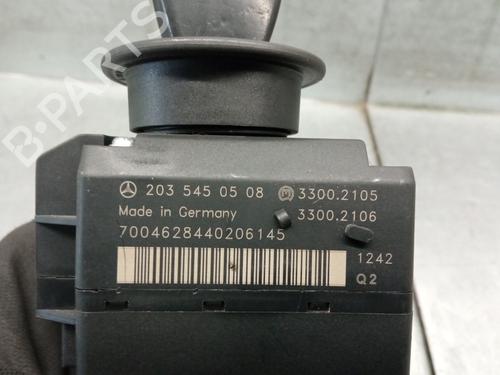 B-PARTS
203 545 05 08 3300.2105
Made in Germany 3300.2106
7004628440206145
1242
Q2